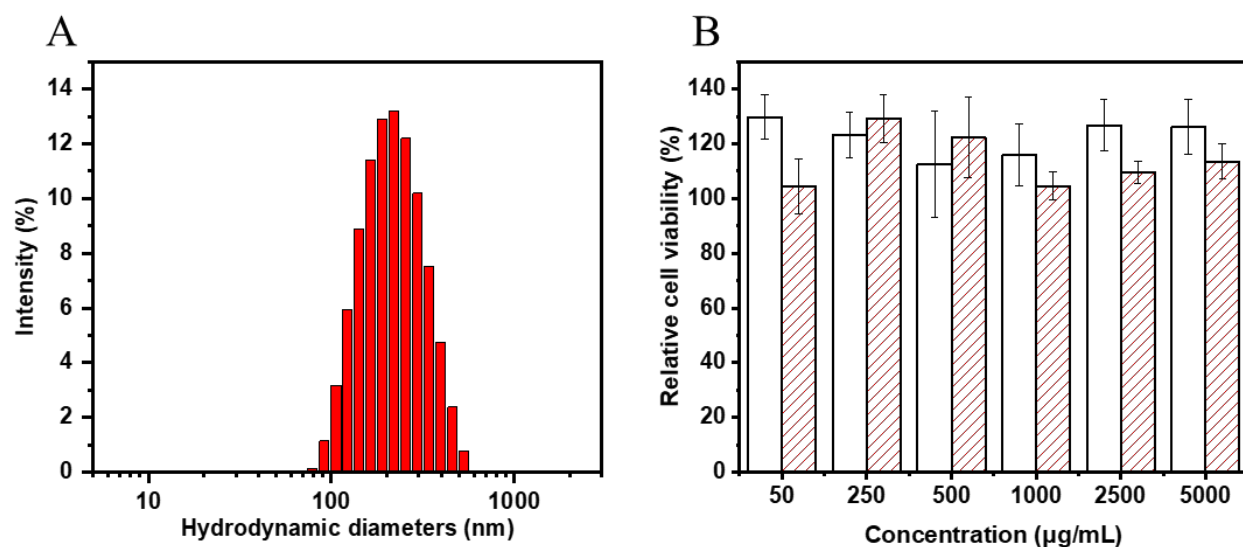 A
14
12
10
8
6
4
2
0
Intensity (%)
10 100 1000
Hydrodynamic diameters (nm)
B
140
120
100
80
60
40
20
0
Relative cell viability (%)
50 250 500 1000 2500 5000
Concentration (µg/mL)